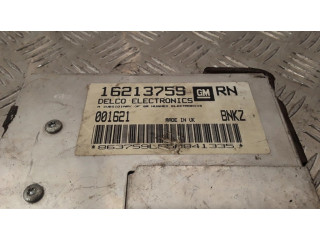 16213759 GM RN
DELCO ELECTRONICS
A SUBSIDIARY OF GM HUGHES ELECTRONICS
001621 MADE IN UK BNKZ